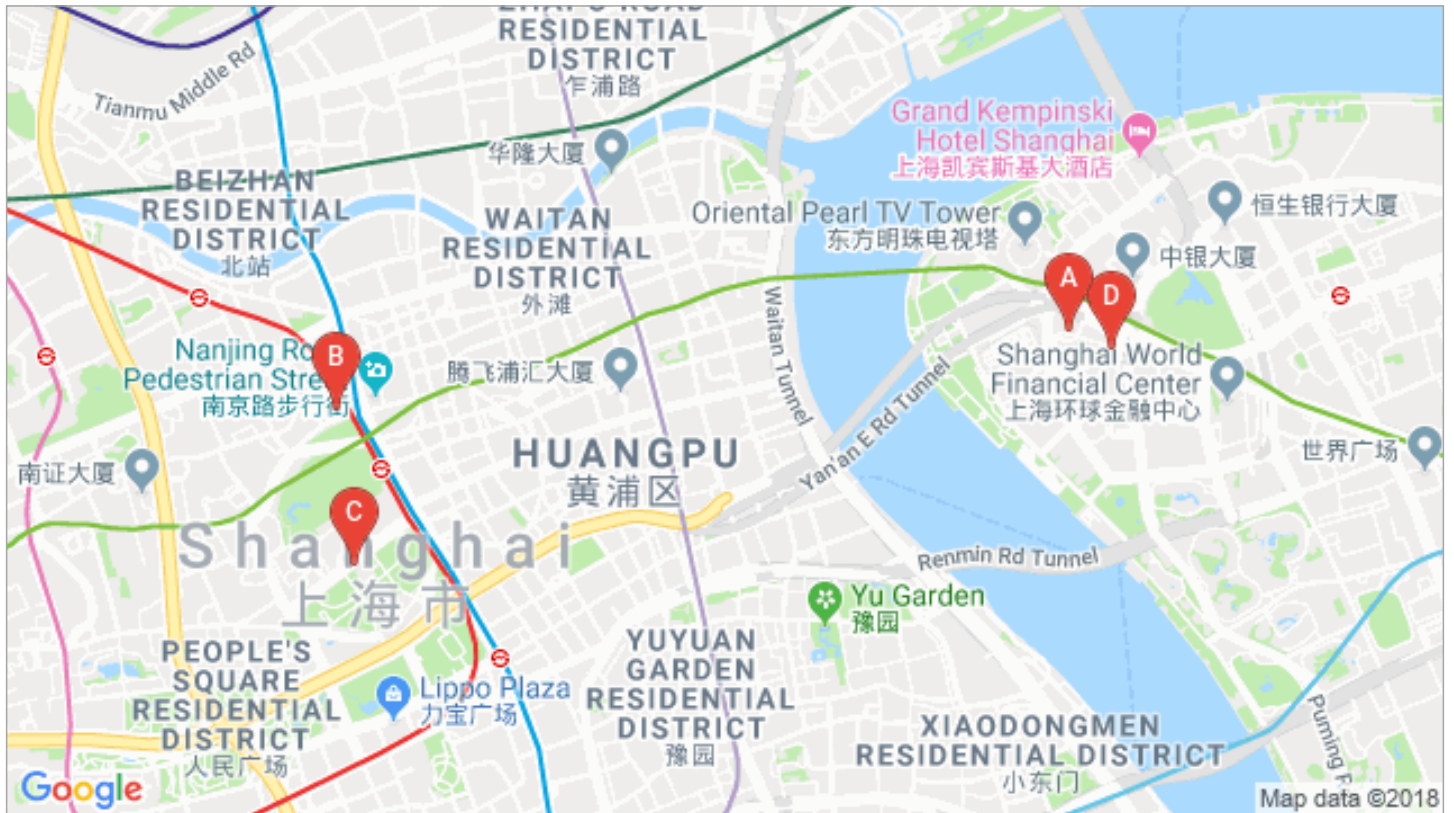 ZHAPU ROAD
RESIDENTIAL
DISTRICT
乍浦路
Tianmu Middle Rd
Grand Kempinski
Hotel Shanghai
上海凯宾斯基大酒店
华隆大厦
BEIZHAN
RESIDENTIAL
DISTRICT
北站
WAITAN
RESIDENTIAL
DISTRICT
外滩
Oriental Pearl TV Tower
东方明珠电视塔
恒生银行大厦
中银大厦
A
D
B
Nanjing Ro
Pedestrian Stre
南京路步行街
腾飞浦汇大厦
Waitan Tunnel
Shanghai World
Financial Center
上海环球金融中心
Yan'an E Rd Tunnel
世界广场
南证大厦
HUANGPU
黄浦区
C
Shanghai
上海市
Renmin Rd Tunnel
Yu Garden
豫园
PEOPLE'S
SQUARE
RESIDENTIAL
DISTRICT
人民广场
Lippo Plaza
力宝广场
YUYUAN
GARDEN
RESIDENTIAL
DISTRICT
豫园
XIAODONGMEN
RESIDENTIAL DISTRICT
小东门
Puming R
Google
Map data ©2018